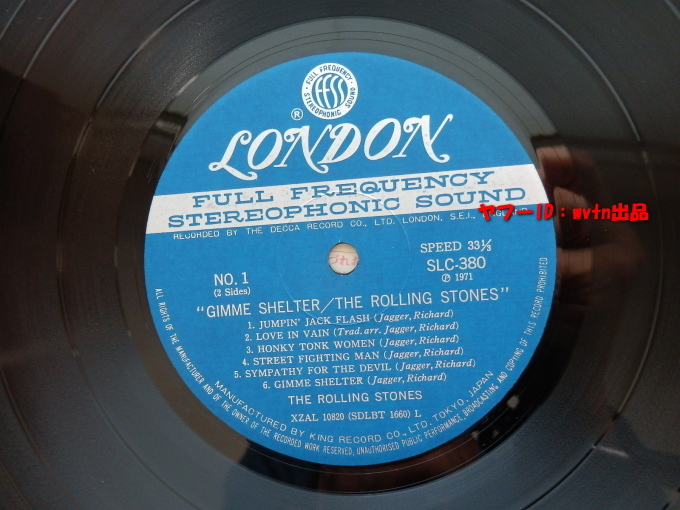 FULL FREQUENCY
FFSS
STEREOPHONIC SOUND
®
LONDON
FULL FREQUENCY
STEREOPHONIC SOUND
ヤフーID：mvtn出品
RECORDED BY THE DECCA RECORD CO., LTD. LONDON, S.E.I.,
NO. 1
(2 Sides)
SPEED 33⅓
SLC-380
℗ 1971
"GIMME SHELTER/THE ROLLING STONES"
1. JUMPIN' JACK FLASH (Jagger, Richard)
2. LOVE IN VAIN (Trad. arr. Jagger, Richard)
3. HONKY TONK WOMEN (Jagger, Richard)
4. STREET FIGHTING MAN (Jagger, Richard)
5. SYMPATHY FOR THE DEVIL (Jagger, Richard)
6. GIMME SHELTER (Jagger, Richard)
THE ROLLING STONES
XZAL 10820 (SDLBT 1660) L
MANUFACTURED BY KING RECORD CO., LTD. TOKYO, JAPAN
ALL RIGHTS OF THE MANUFACTURER AND OF THE OWNER OF THE RECORDED WORK RESERVED, UNAUTHORISED PUBLIC PERFORMANCE, BROADCASTING AND COPYING OF THIS RECORD PROHIBITED